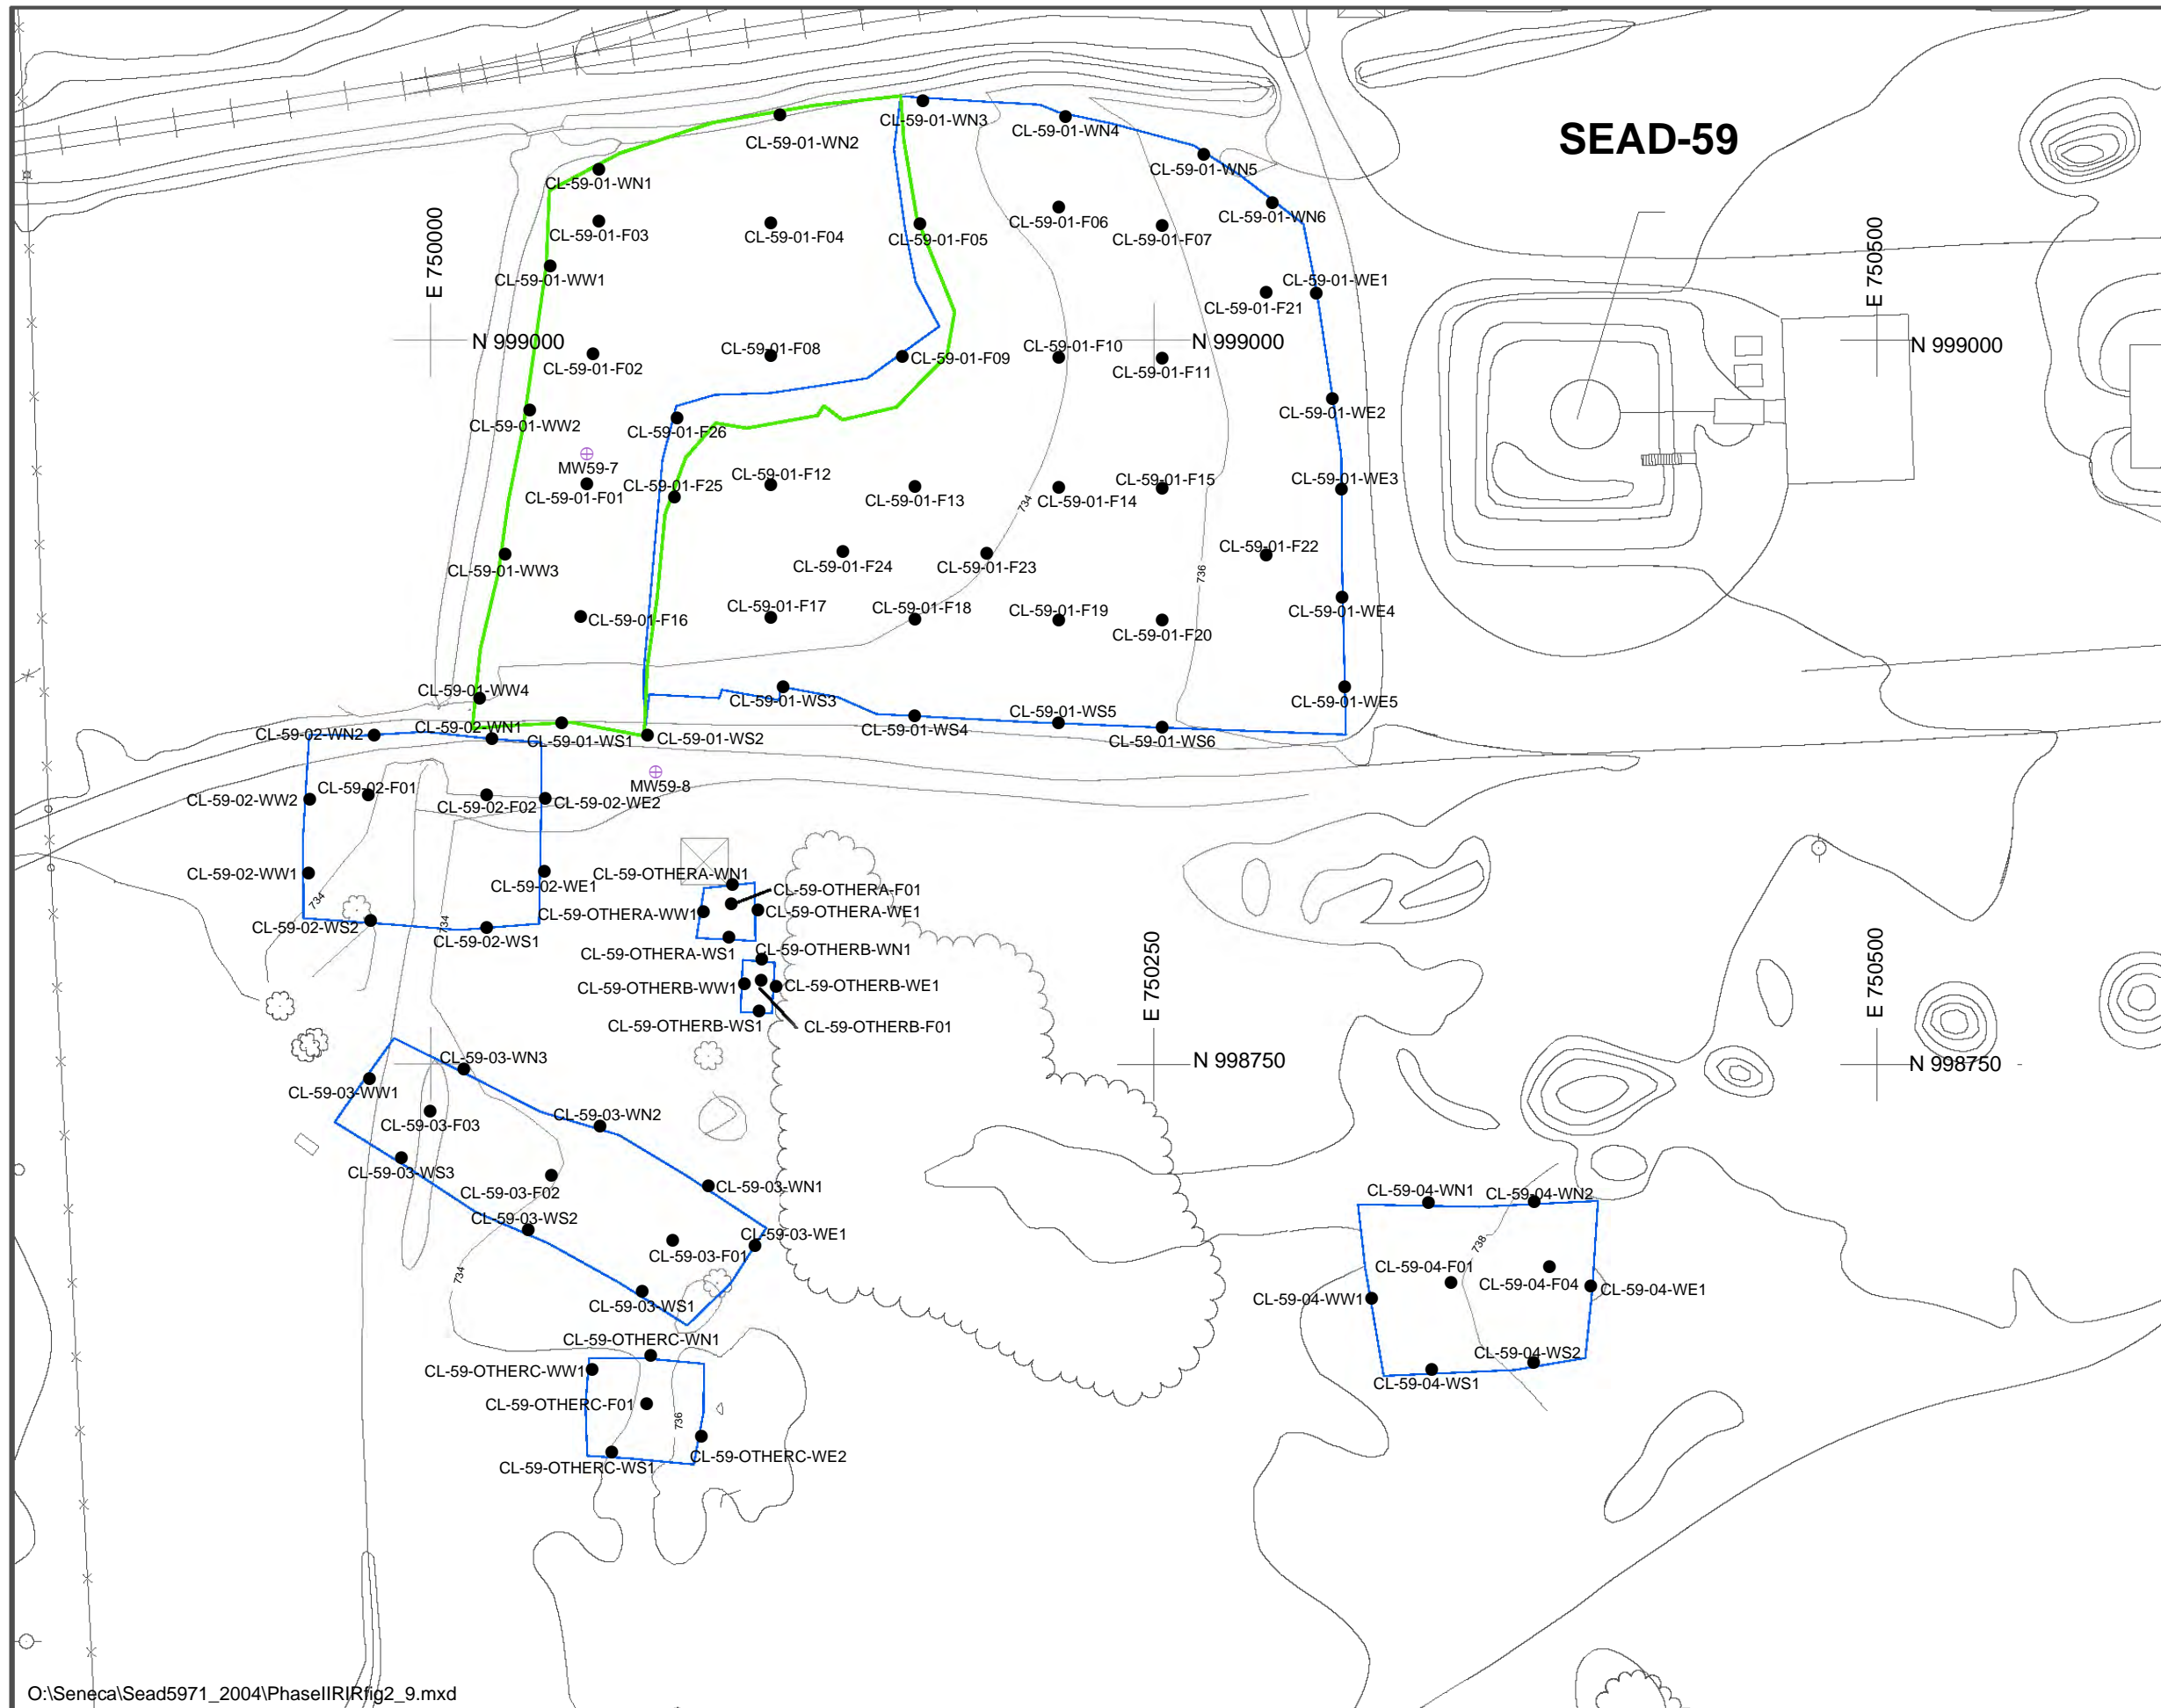 SEAD-59
CL-59-01-WN3
CL-59-01-WN4
CL-59-01-WN2
CL-59-01-WN5
CL-59-01-WN1
CL-59-01-WN6
CL-59-01-F03
CL-59-01-F04
CL-59-01-F05
CL-59-01-F06
CL-59-01-F07
E 750000
E 750500
CL-59-01-WW1
CL-59-01-WE1
CL-59-01-F21
N 999000
N 999000
N 999000
CL-59-01-F02
CL-59-01-F08
CL-59-01-F09
CL-59-01-F10
CL-59-01-F11
CL-59-01-WW2
CL-59-01-F26
CL-59-01-WE2
MW59-7
CL-59-01-F01
CL-59-01-F25
CL-59-01-F12
CL-59-01-F13
734
CL-59-01-F14
CL-59-01-F15
CL-59-01-WE3
CL-59-01-WW3
CL-59-01-F24
CL-59-01-F23
CL-59-01-F22
736
CL-59-01-F16
CL-59-01-F17
CL-59-01-F18
CL-59-01-F19
CL-59-01-F20
CL-59-01-WE4
CL-59-01-WW4
CL-59-01-WS3
CL-59-01-WE5
CL-59-02-WN2
CL-59-02-WN1
CL-59-01-WS1
CL-59-01-WS2
CL-59-01-WS4
CL-59-01-WS5
CL-59-01-WS6
MW59-8
CL-59-02-WW2
CL-59-02-F01
CL-59-02-F02
CL-59-02-WE2
CL-59-02-WW1
CL-59-02-WE1
734
734
CL-59-02-WS2
CL-59-02-WS1
CL-59-OTHERA-WN1
CL-59-OTHERA-F01
CL-59-OTHERA-WW1
CL-59-OTHERA-WE1
CL-59-OTHERA-WS1
CL-59-OTHERB-WN1
CL-59-OTHERB-WW1
CL-59-OTHERB-WE1
CL-59-OTHERB-WS1
CL-59-OTHERB-F01
E 750250
E 750500
N 998750
N 998750
CL-59-03-WN3
CL-59-03-WW1
CL-59-03-F03
CL-59-03-WN2
CL-59-03-WS3
CL-59-03-F02
CL-59-03-WN1
CL-59-03-WS2
CL-59-03-WE1
CL-59-03-F01
734
CL-59-03-WS1
CL-59-04-WN1
CL-59-04-WN2
738
CL-59-04-F01
CL-59-04-F04
CL-59-04-WW1
CL-59-04-WE1
CL-59-04-WS2
CL-59-04-WS1
CL-59-OTHERC-WN1
CL-59-OTHERC-WW1
CL-59-OTHERC-F01
736
CL-59-OTHERC-WE2
CL-59-OTHERC-WS1
O:\Seneca\Sead5971_2004\PhaseIIRIRfig2_9.mxd